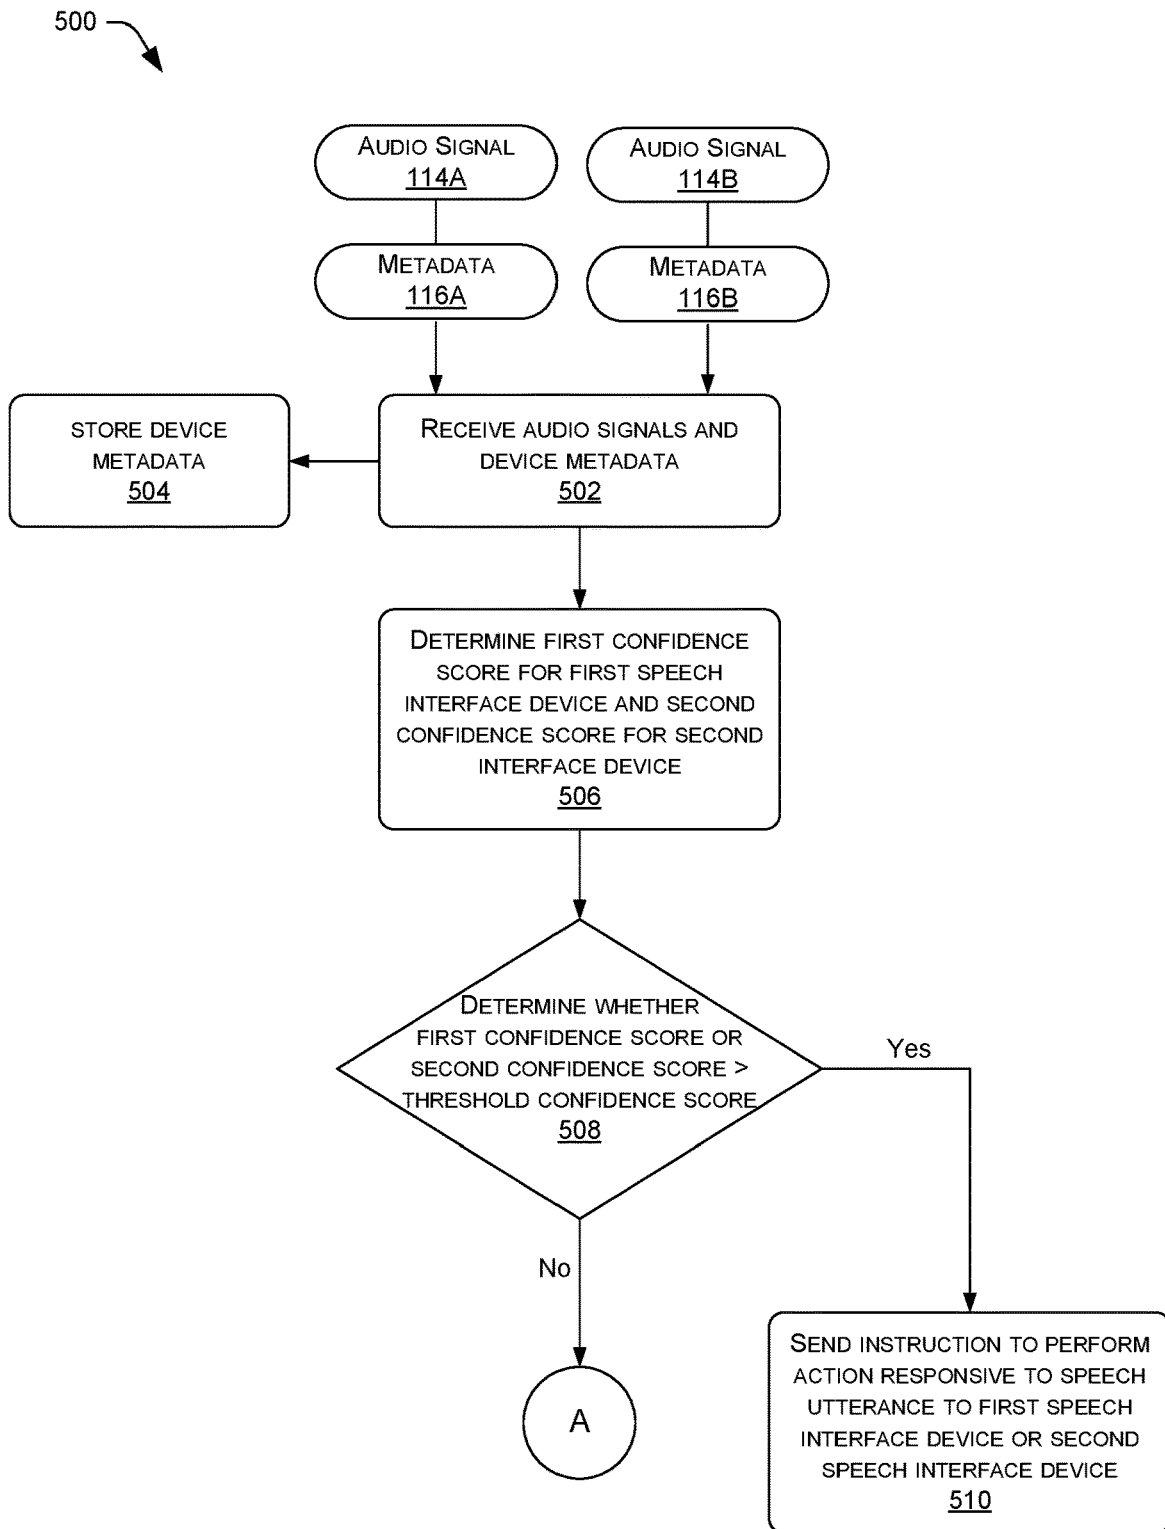 500
AUDIO SIGNAL
114A
AUDIO SIGNAL
114B
METADATA
116A
METADATA
116B
STORE DEVICE
METADATA
504
RECEIVE AUDIO SIGNALS AND
DEVICE METADATA
502
DETERMINE FIRST CONFIDENCE
SCORE FOR FIRST SPEECH
INTERFACE DEVICE AND SECOND
CONFIDENCE SCORE FOR SECOND
INTERFACE DEVICE
506
DETERMINE WHETHER
FIRST CONFIDENCE SCORE OR
SECOND CONFIDENCE SCORE >
THRESHOLD CONFIDENCE SCORE
508
Yes
No
A
SEND INSTRUCTION TO PERFORM
ACTION RESPONSIVE TO SPEECH
UTTERANCE TO FIRST SPEECH
INTERFACE DEVICE OR SECOND
SPEECH INTERFACE DEVICE
510